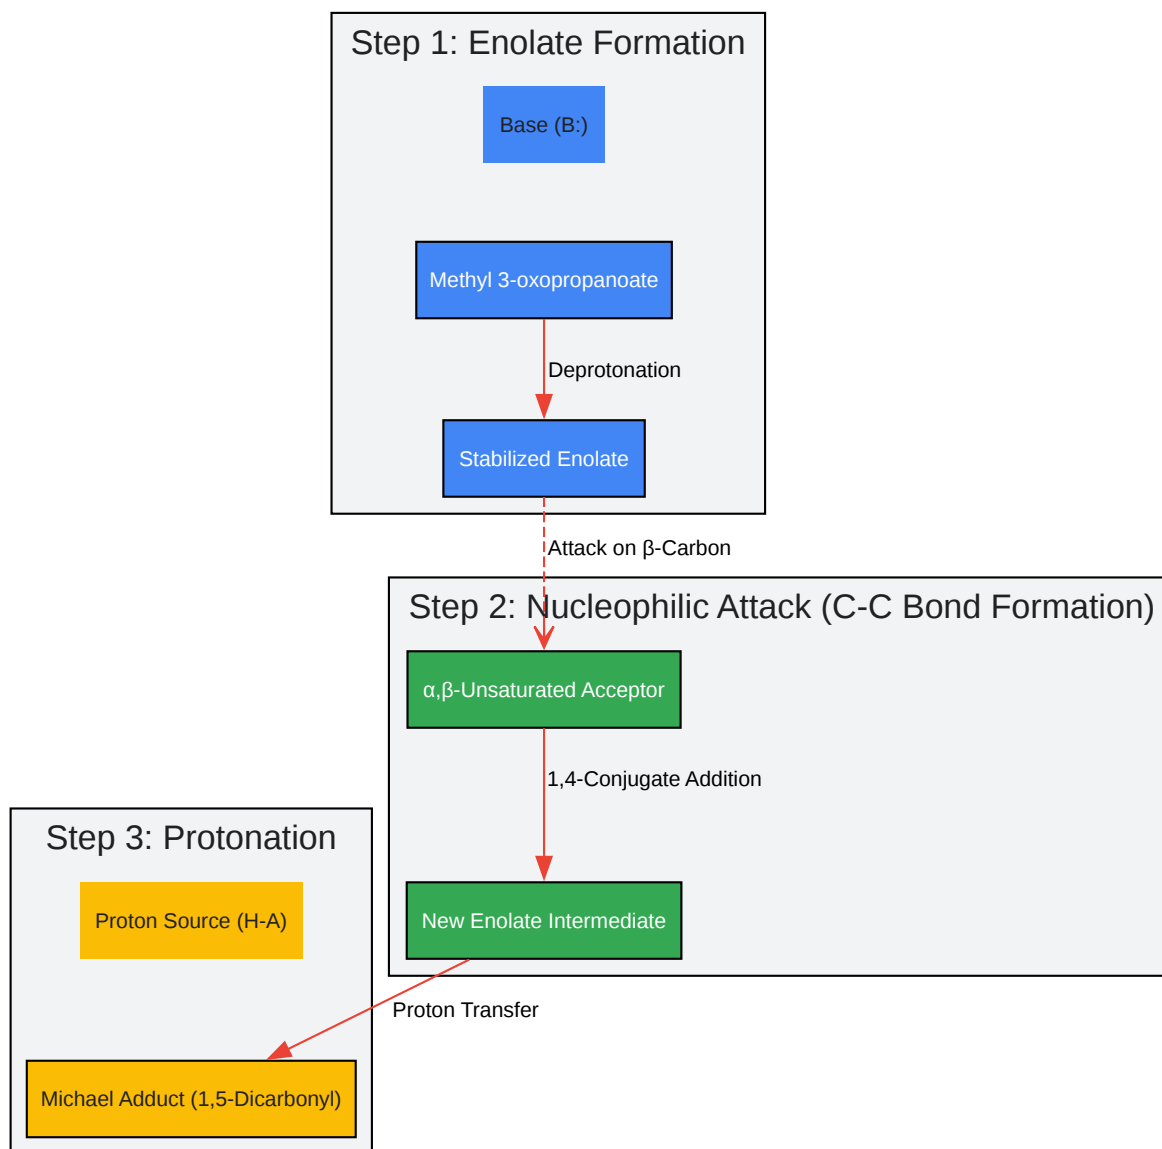 Step 1: Enolate Formation
Base (B:)
Methyl 3-oxopropanoate
Deprotonation
Stabilized Enolate
Attack on β-Carbon
Step 2: Nucleophilic Attack (C-C Bond Formation)
α,β-Unsaturated Acceptor
1,4-Conjugate Addition
New Enolate Intermediate
Proton Transfer
Step 3: Protonation
Proton Source (H-A)
Michael Adduct (1,5-Dicarbonyl)